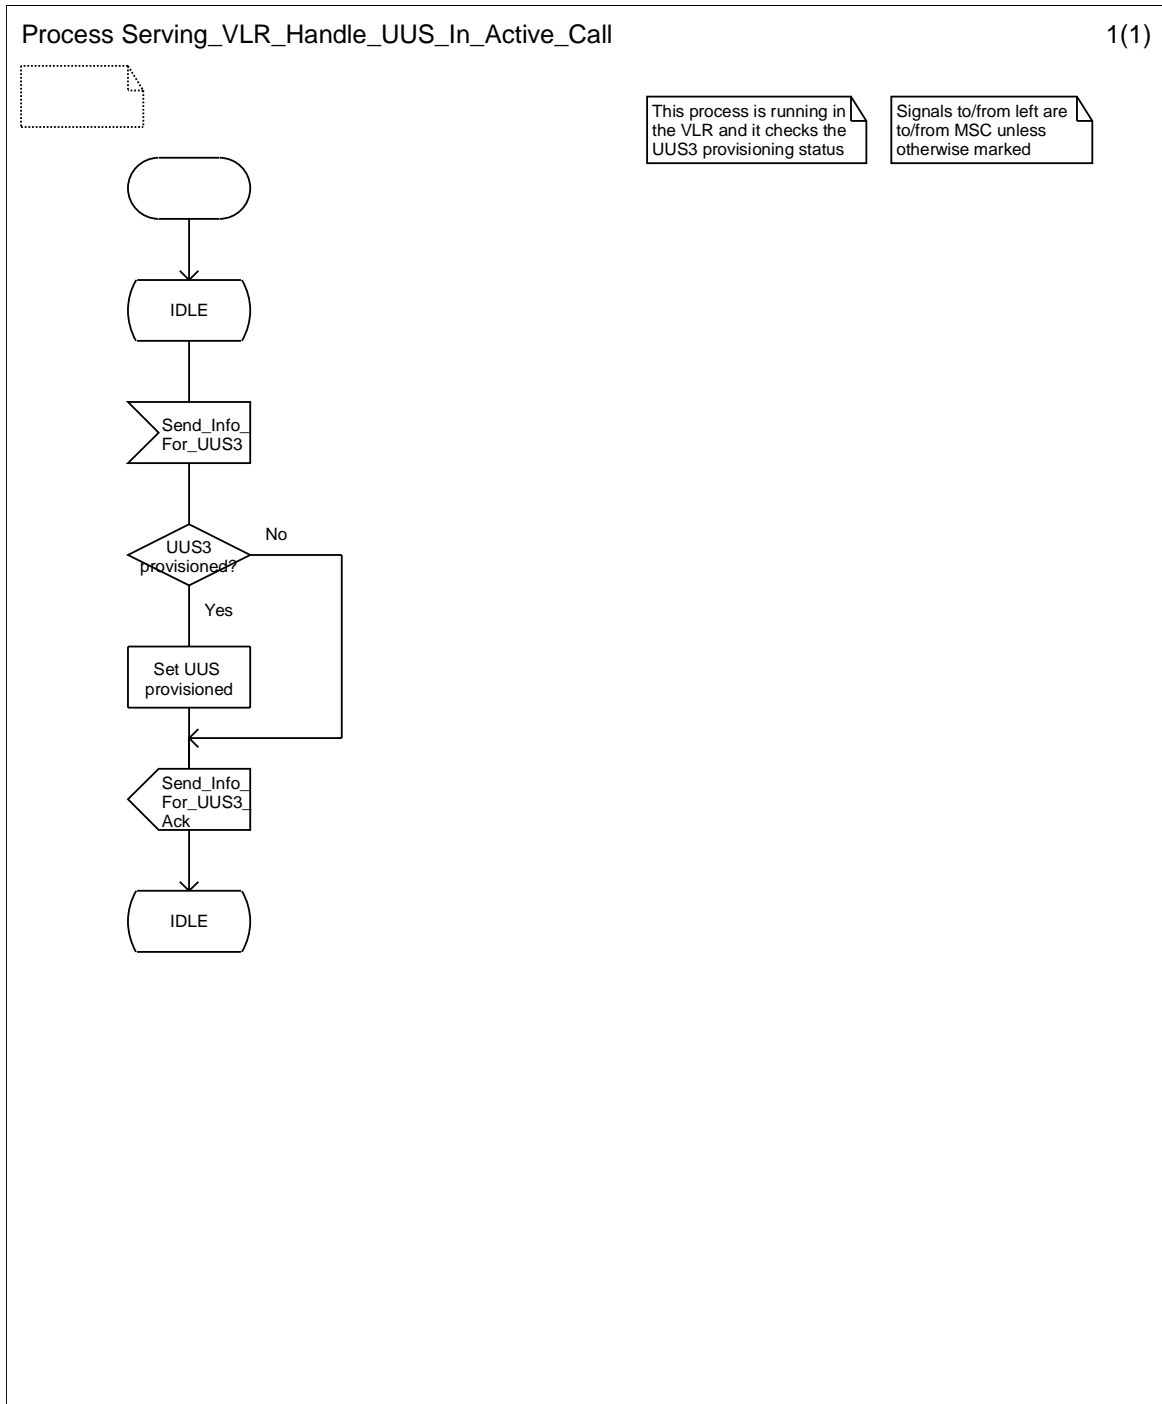 Process Serving_VLR_Handle_UUS_In_Active_Call
1(1)
This process is running in
the VLR and it checks the
UUS3 provisioning status
Signals to/from left are
to/from MSC unless
otherwise marked
IDLE
Send_Info_
For_UUS3
UUS3
provisioned?
No
Yes
Set UUS
provisioned
Send_Info_
For_UUS3_
Ack
IDLE